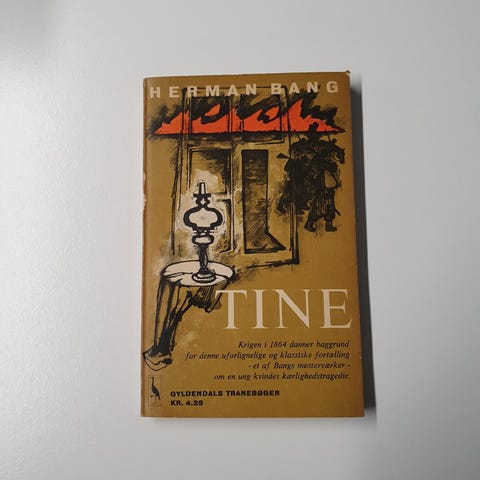 HERMAN BANG
TINE
Krigen i 1864 danner baggrund
for denne uforlignelige og klassiske fortælling
- et af Bangs mesterværker -
om en ung kvindes kærlighedstragedie.
GYLDENDALS TRANEBØGER
KR. 4.25